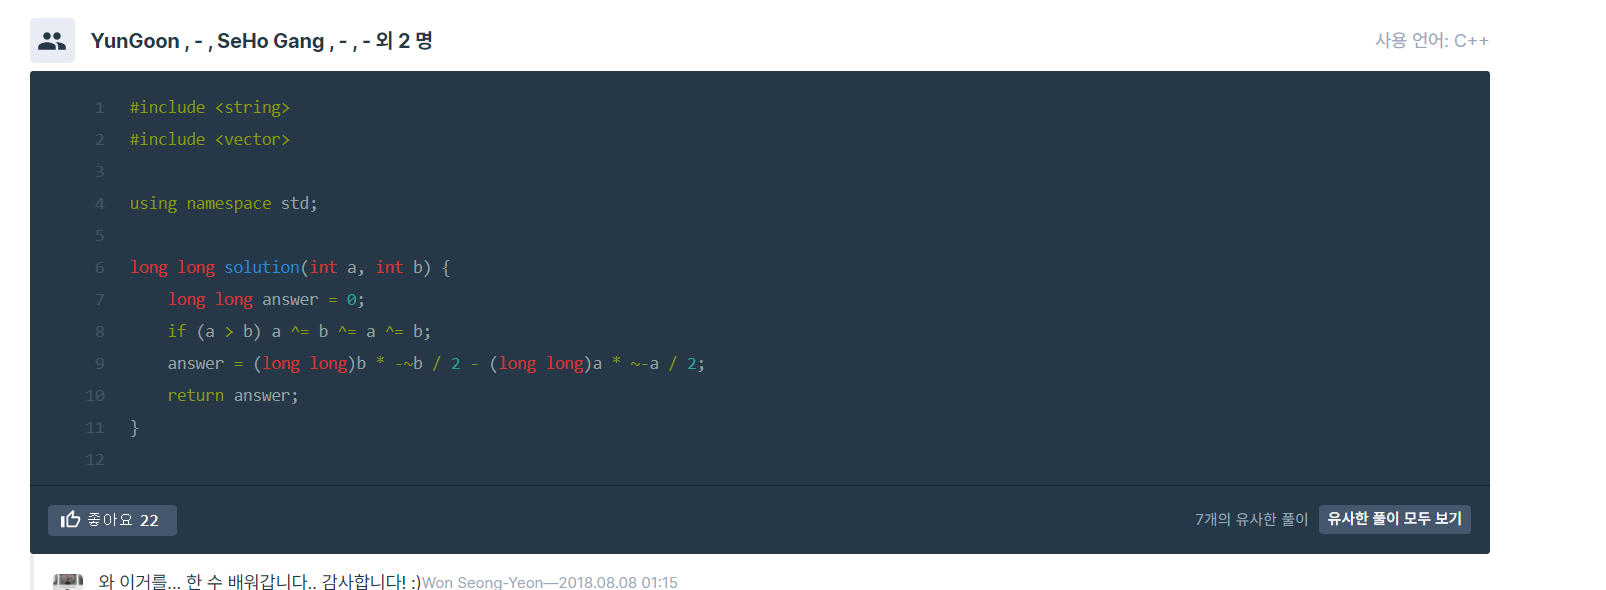 YunGoon , - , SeHo Gang , - , - 외 2 명
사용 언어: C++
1 #include <string>
2 #include <vector>
3
4 using namespace std;
5
6 long long solution(int a, int b) {
7     long long answer = 0;
8     if (a > b) a ^= b ^= a ^= b;
9     answer = (long long)b * -~b / 2 - (long long)a * ~-a / 2;
10     return answer;
11 }
12
좋아요 22
7개의 유사한 풀이 유사한 풀이 모두 보기
와 이거를... 한 수 배워갑니다.. 감사합니다! :)Won Seong-Yeon—2018.08.08 01:15